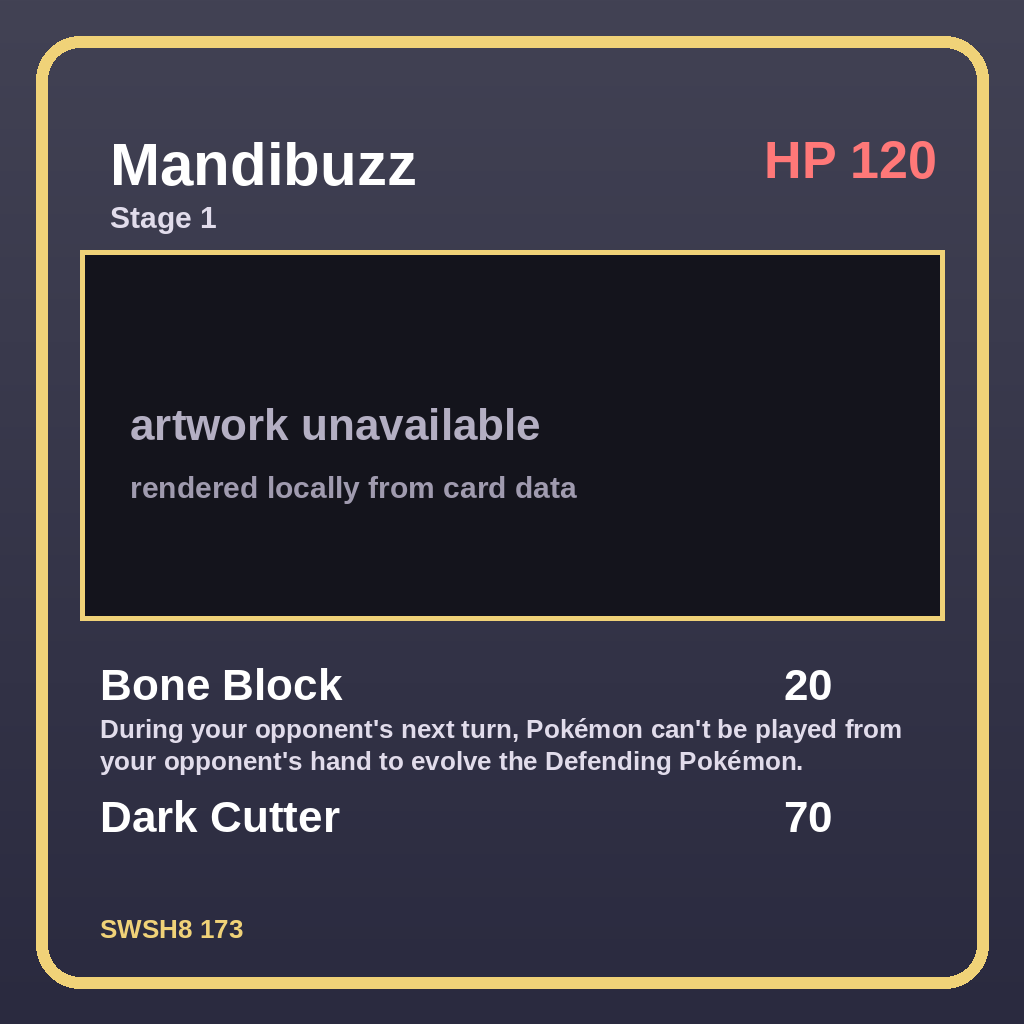 Mandibuzz
HP 120
Stage 1
artwork unavailable
rendered locally from card data
Bone Block 20
During your opponent's next turn, Pokémon can't be played from
your opponent's hand to evolve the Defending Pokémon.
Dark Cutter 70
SWSH8 173